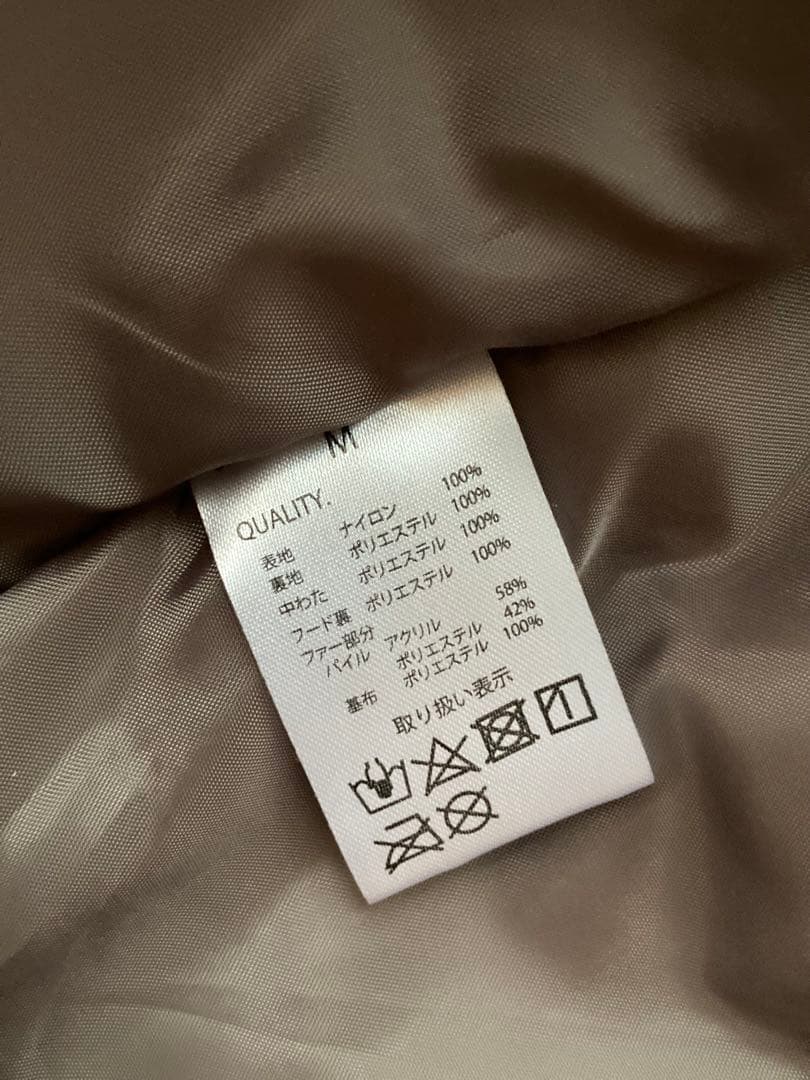 M
QUALITY.
表地 ナイロン 100%
裏地 ポリエステル 100%
中わた ポリエステル 100%
フード裏 ポリエステル 100%
ファー部分
パイル アクリル 58%
ポリエステル 42%
基布 ポリエステル 100%
取り扱い表示